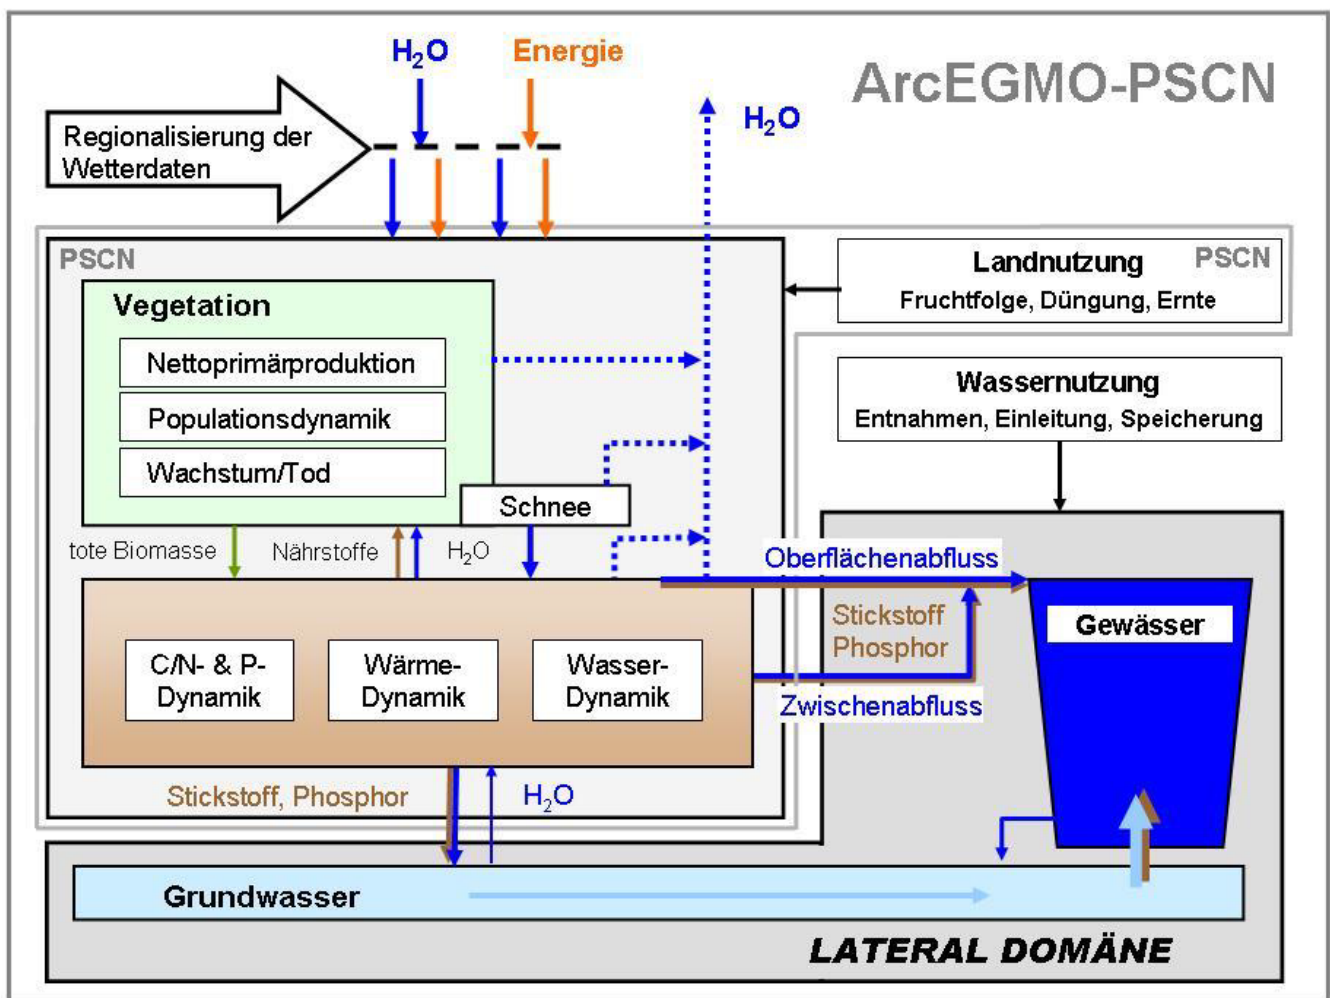 H₂O
Energie
ArcEGMO-PSCN
H₂O
Regionalisierung der
Wetterdaten
PSCN
Vegetation
Nettoprimärproduktion
Populationsdynamik
Wachstum/Tod
Schnee
Landnutzung
PSCN
Fruchtfolge, Düngung, Ernte
Wassernutzung
Entnahmen, Einleitung, Speicherung
tote Biomasse
Nährstoffe
H₂O
Oberflächenabfluss
Stickstoff
Phosphor
Gewässer
C/N- & P-
Dynamik
Wärme-
Dynamik
Wasser-
Dynamik
Zwischenabfluss
Stickstoff, Phosphor
H₂O
Grundwasser
LATERAL DOMÄNE